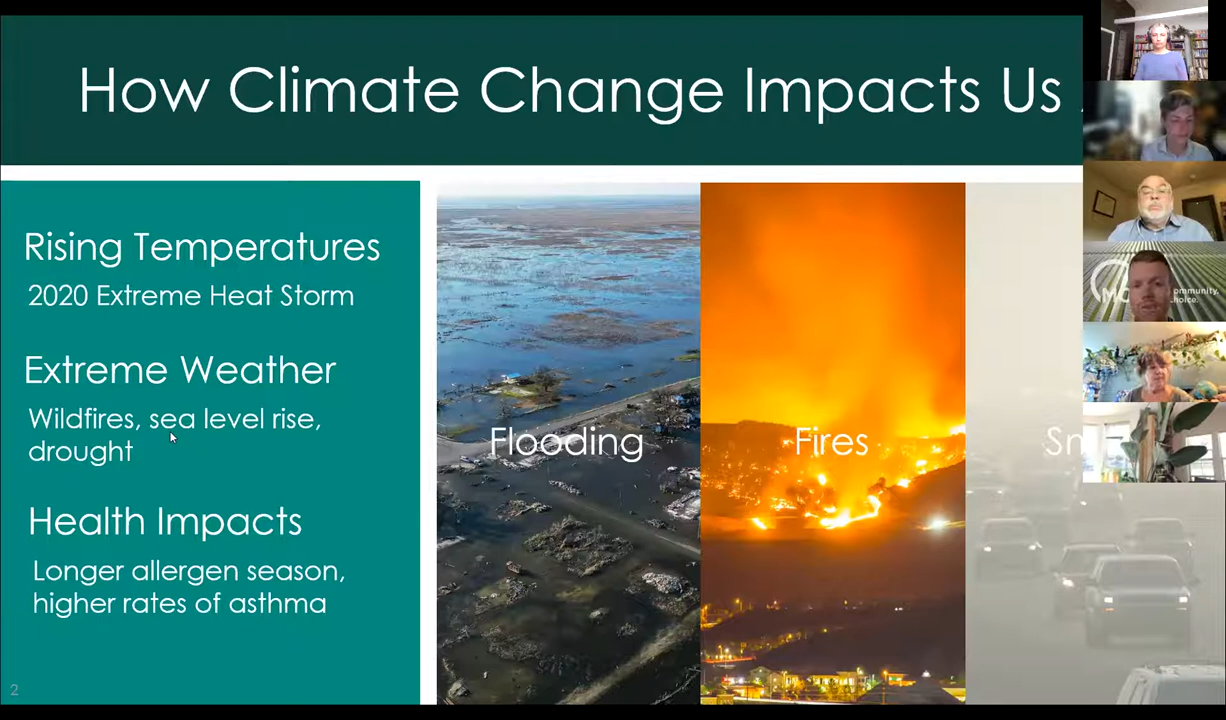 How Climate Change Impacts Us
Rising Temperatures
2020 Extreme Heat Storm
Extreme Weather
Wildfires, sea level rise,
drought
Health Impacts
Longer allergen season,
higher rates of asthma
Flooding
Fires
2